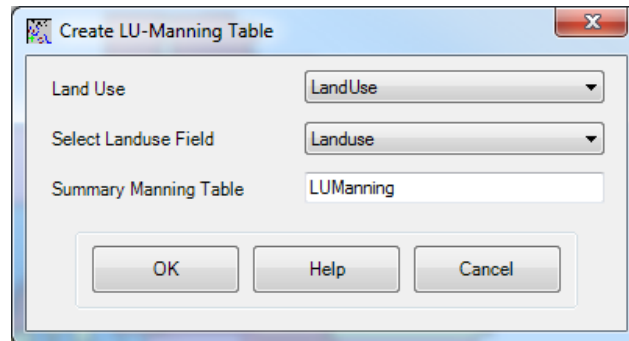 Create LU-Manning Table
Land Use LandUse
Select Landuse Field Landuse
Summary Manning Table LUManning
OK Help Cancel